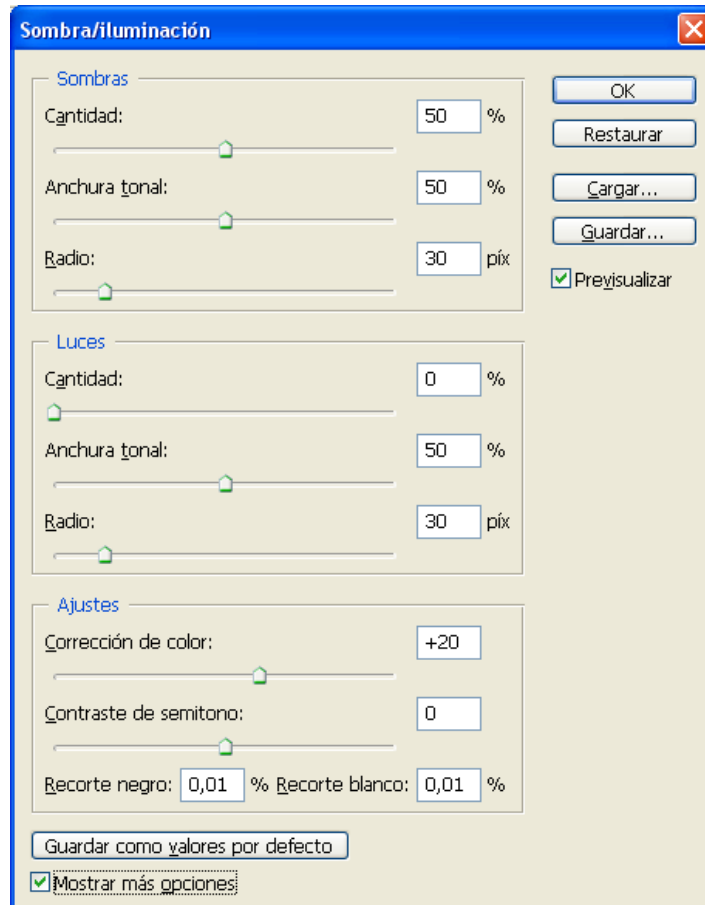 Sombra/iluminación
Sombras
Cantidad: 50 %
Anchura tonal: 50 %
Radio: 30 píx
Luces
Cantidad: 0 %
Anchura tonal: 50 %
Radio: 30 píx
Ajustes
Corrección de color: +20
Contraste de semitono: 0
Recorte negro: 0,01 % Recorte blanco: 0,01 %
Guardar como valores por defecto
Mostrar más opciones
OK
Restaurar
Cargar...
Guardar...
Previsualizar